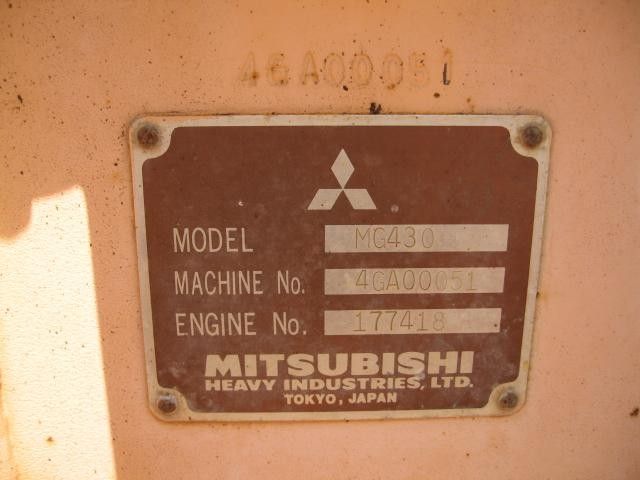 4GA00051
MODEL MG430
MACHINE No. 4GA00051
ENGINE No. 177418
MITSUBISHI
HEAVY INDUSTRIES, LTD.
TOKYO, JAPAN